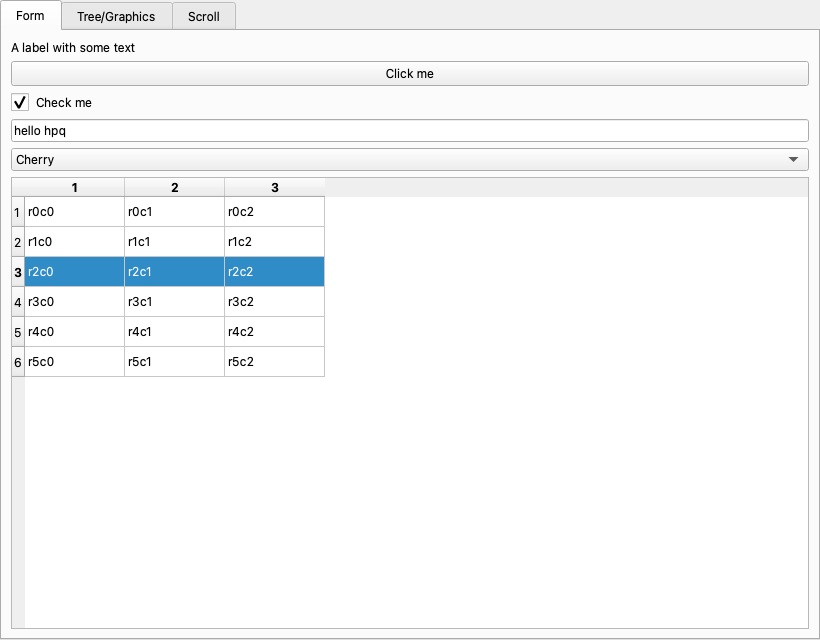 Form Tree/Graphics Scroll
A label with some text
Click me
Check me
hello hpq
Cherry
1 2 3
1 r0c0 r0c1 r0c2
2 r1c0 r1c1 r1c2
3 r2c0 r2c1 r2c2
4 r3c0 r3c1 r3c2
5 r4c0 r4c1 r4c2
6 r5c0 r5c1 r5c2